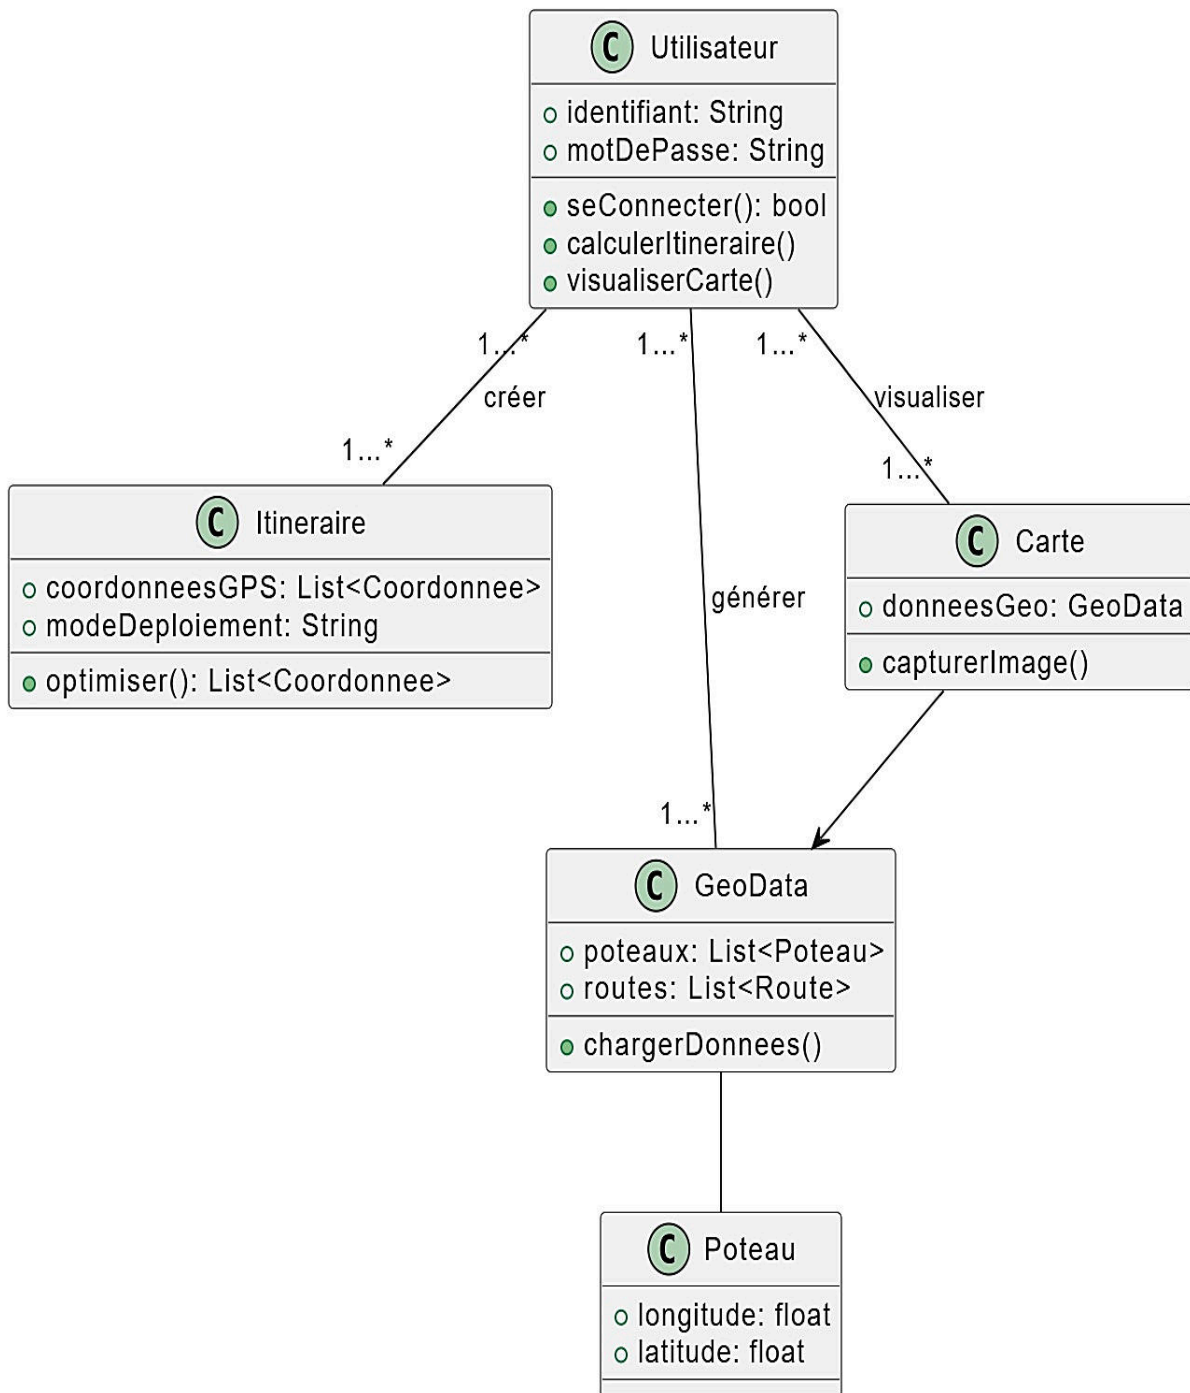 C Utilisateur
identifiant: String
motDePasse: String
seConnecter(): bool
calculerItineraire()
visualiserCarte()
1...*
1...*
1...*
créer
visualiser
1...*
1...*
C Itineraire
coordonneesGPS: List<Coordonnee>
modeDeploiement: String
optimiser(): List<Coordonnee>
C Carte
donneesGeo: GeoData
capturerImage()
générer
1...*
C GeoData
poteaux: List<Poteau>
routes: List<Route>
chargerDonnees()
C Poteau
longitude: float
latitude: float